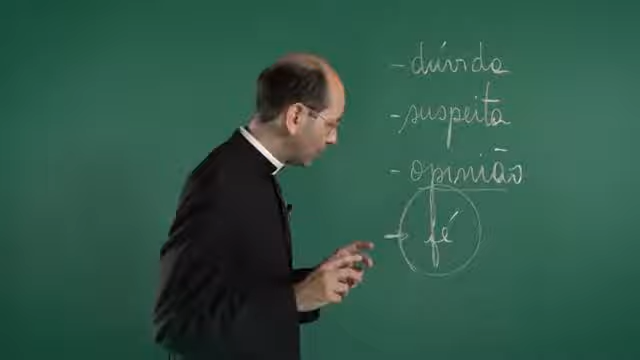 - dúvida
- suspeita
- opinião
- fé